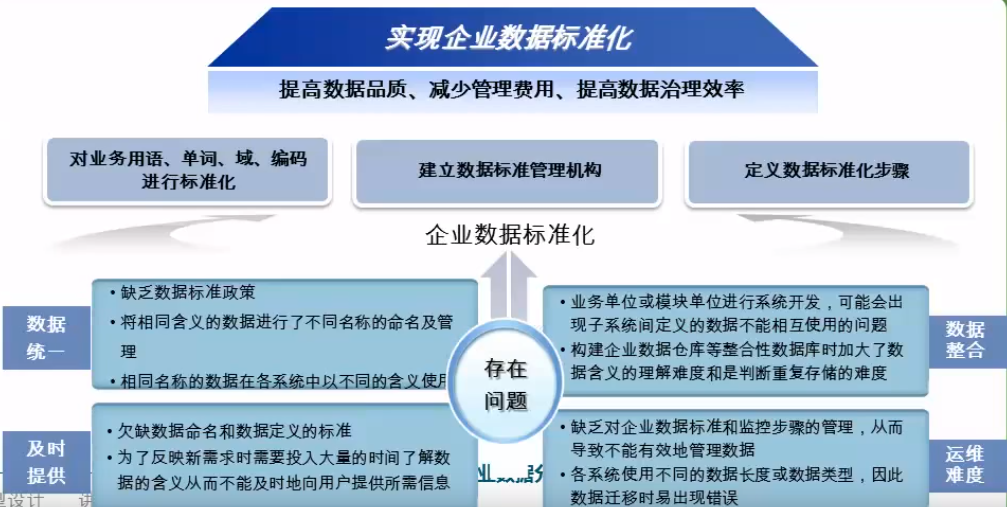 实现企业数据标准化
提高数据品质、减少管理费用、提高数据治理效率
对业务用语、单词、域、编码
进行标准化
建立数据标准管理机构
定义数据标准化步骤
企业数据标准化
数据
统一
• 缺乏数据标准政策
• 将相同含义的数据进行了不同名称的命名及管
理
• 相同名称的数据在各系统中以不同的含义使用
存在
问题
• 业务单位或模块单位进行系统开发，可能会出
现子系统间定义的数据不能相互使用的问题
• 构建企业数据仓库等整合性数据库时加大了数
据含义的理解难度和是判断重复存储的难度
数据
整合
及时
提供
• 欠缺数据命名和数据定义的标准
• 为了反映新需求时需要投入大量的时间了解数
据的含义从而不能及时地向用户提供所需信息
• 缺乏对企业数据标准和监控步骤的管理，从而
导致不能有效地管理数据
• 各系统使用不同的数据长度或数据类型，因此
数据迁移时易出现错误
运维
难度
型设计